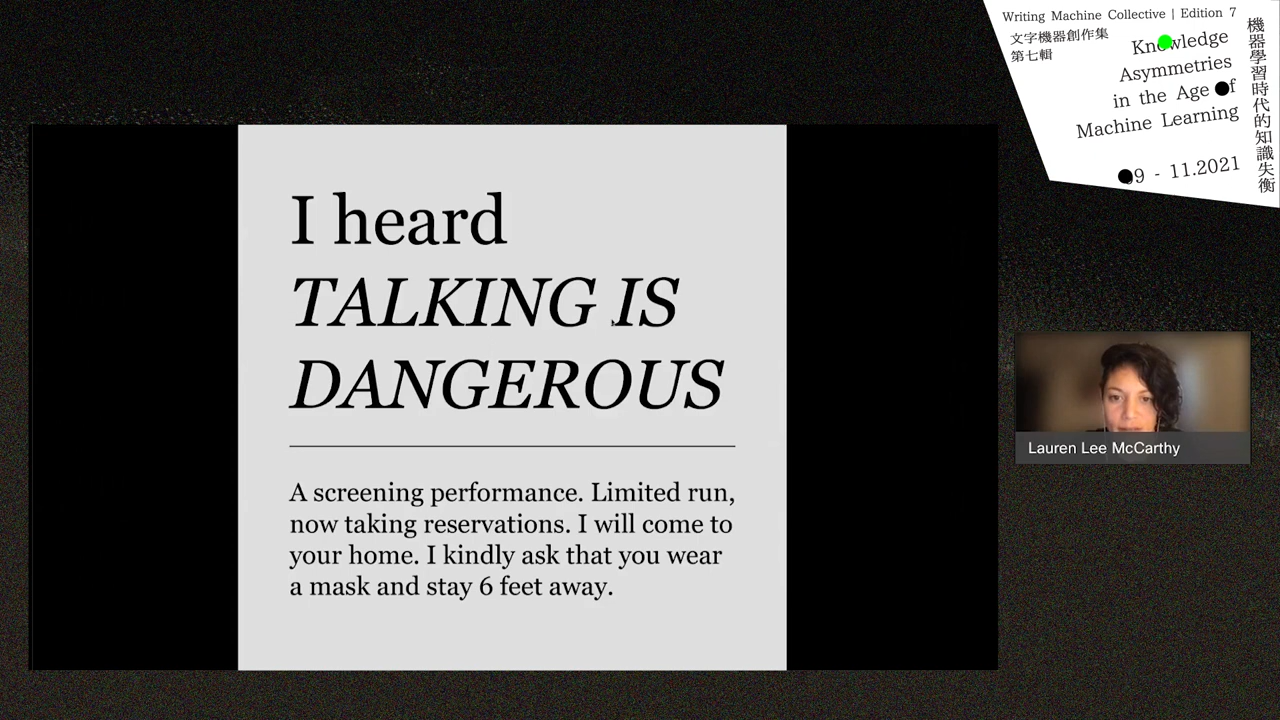 Writing Machine Collective | Edition 7
文字機器創作集
第七輯
Knowledge
Asymmetries
in the Age of
Machine Learning
09 - 11.2021
機器學習時代的知識失衡
I heard
TALKING IS
DANGEROUS
A screening performance. Limited run,
now taking reservations. I will come to
your home. I kindly ask that you wear
a mask and stay 6 feet away.
Lauren Lee McCarthy